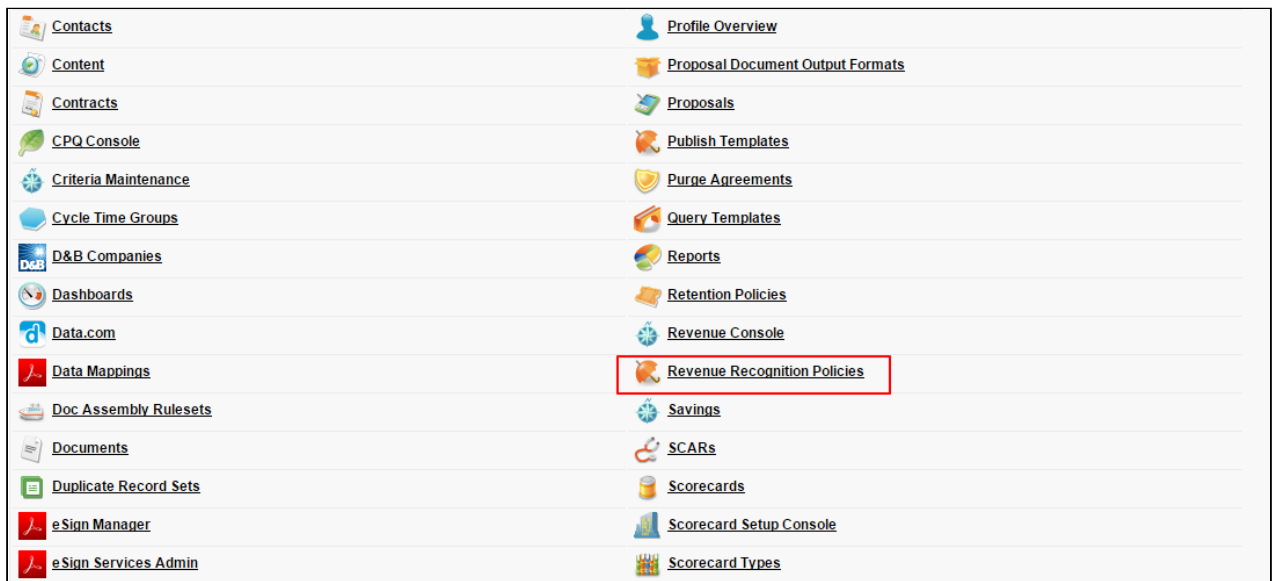 Contacts
Content
Contracts
CPQ Console
Criteria Maintenance
Cycle Time Groups
D&B
D&B Companies
Dashboards
Data.com
Data Mappings
Doc Assembly Rulesets
Documents
Duplicate Record Sets
eSign Manager
eSign Services Admin
Profile Overview
Proposal Document Output Formats
Proposals
Publish Templates
Purge Agreements
Query Templates
Reports
Retention Policies
Revenue Console
Revenue Recognition Policies
Savings
SCARs
Scorecards
Scorecard Setup Console
Scorecard Types